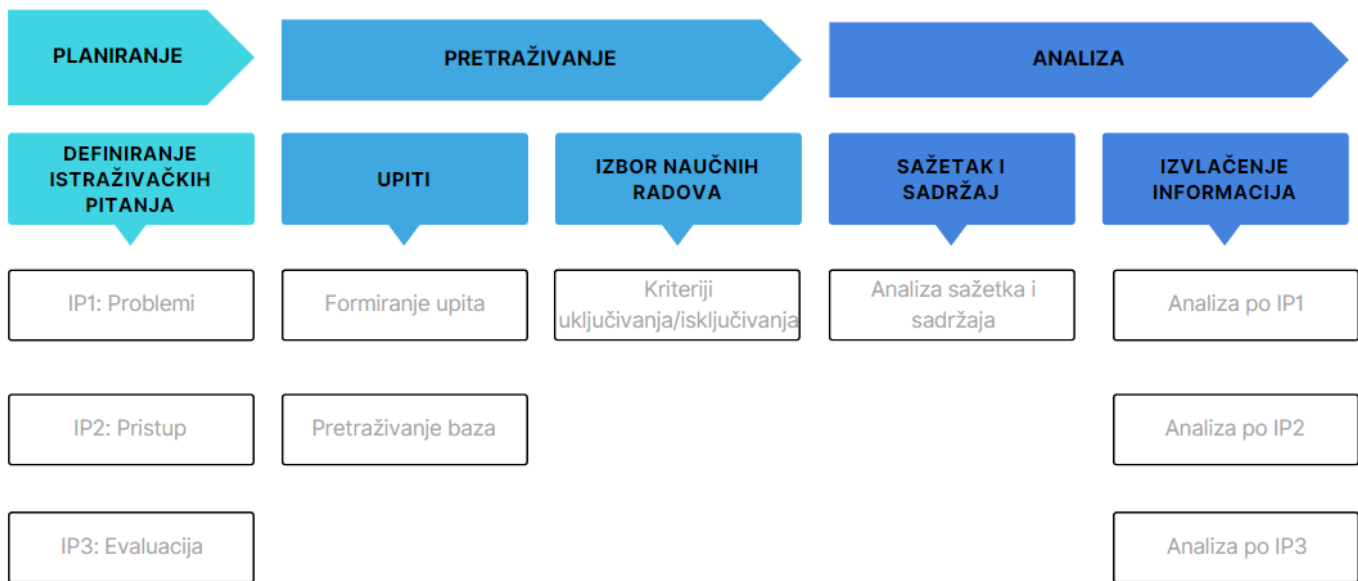 PLANIRANJE
PRETRAŽIVANJE
ANALIZA
DEFINIRANJE
ISTRAŽIVAČKIH
PITANJA
UPITI
IZBOR NAUČNIH
RADOVA
SAŽETAK I
SADRŽAJ
IZVLAČENJE
INFORMACIJA
IP1: Problemi
Formiranje upita
Kriteriji
uključivanja/isključivanja
Analiza sažetka i
sadržaja
Analiza po IP1
IP2: Pristup
Pretraživanje baza
Analiza po IP2
IP3: Evaluacija
Analiza po IP3